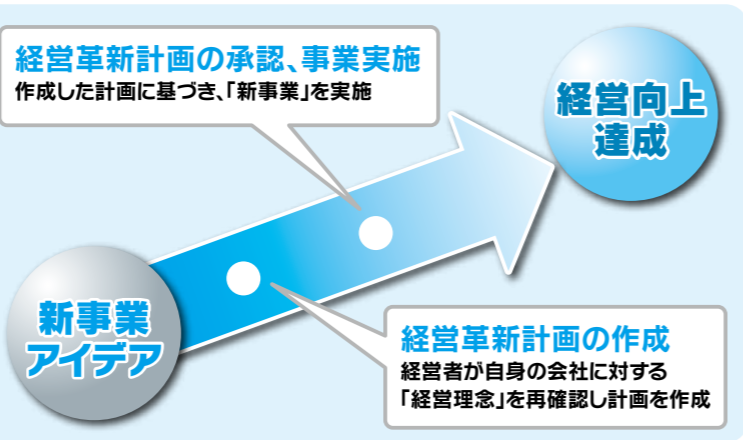 経営革新計画の承認、事業実施
作成した計画に基づき、「新事業」を実施
経営向上
達成
新事業
アイデア
経営革新計画の作成
経営者が自身の会社に対する
「経営理念」を再確認し計画を作成